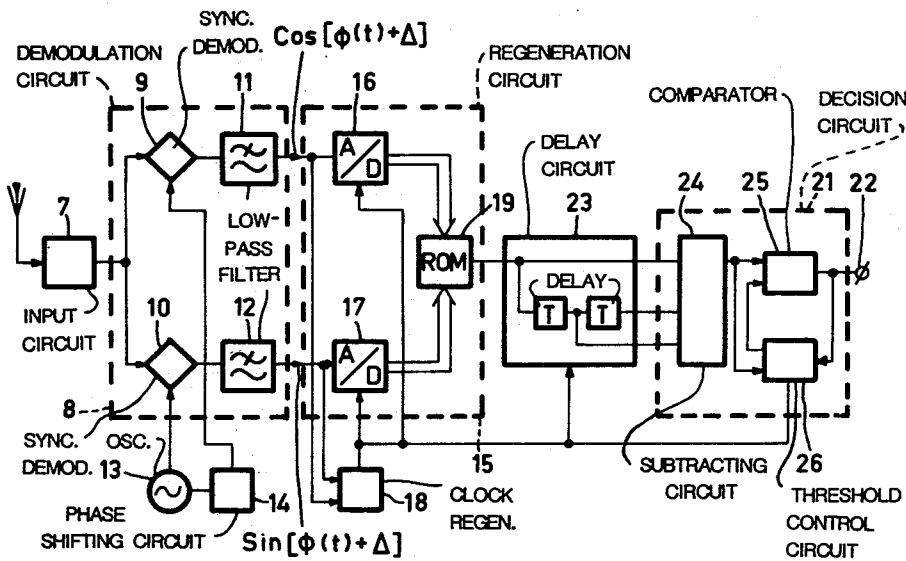 SYNC.
DEMOD.
Cos[ϕ(t)+Δ]
DEMODULATION
CIRCUIT
REGENERATION
CIRCUIT
9
11
16
COMPARATOR
DECISION
CIRCUIT
DELAY
CIRCUIT
A
D
7
LOW-
PASS
FILTER
19
ROM
23
24
25
21
22
DELAY
T
T
INPUT
CIRCUIT
10
12
17
A
D
8
SYNC.
DEMOD.
OSC.
13
14
15
18
PHASE
SHIFTING CIRCUIT
CLOCK
REGEN.
Sin[ϕ(t)+Δ]
SUBTRACTING
CIRCUIT
26
THRESHOLD
CONTROL
CIRCUIT